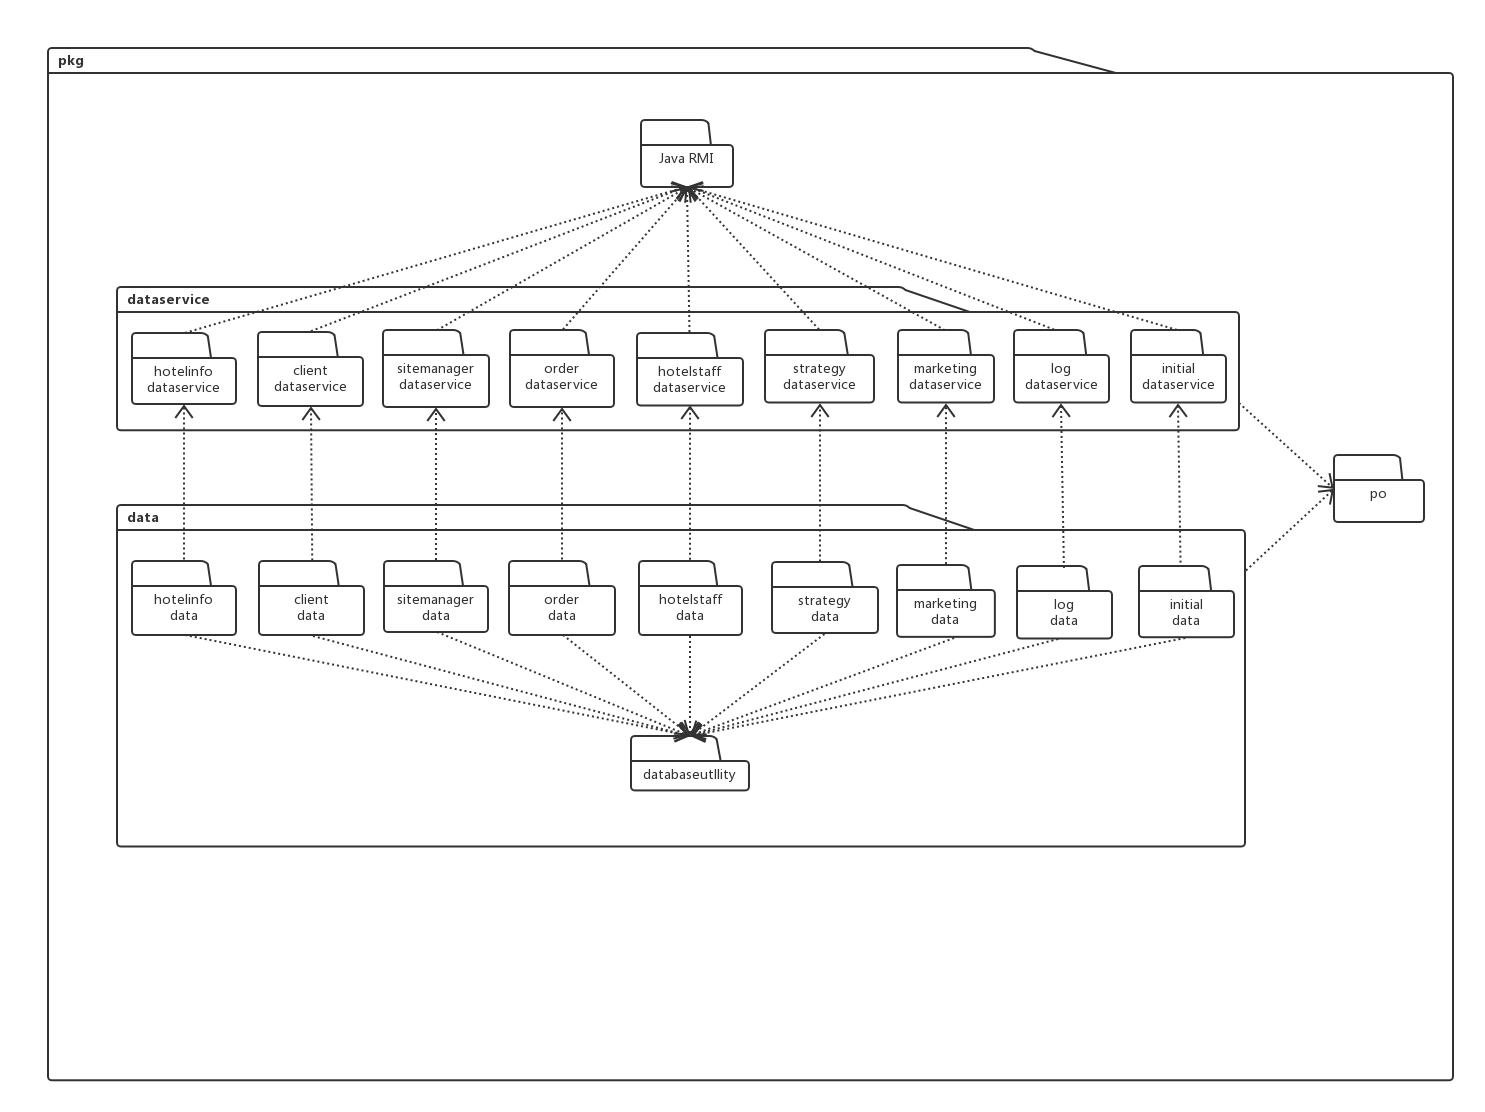 pkg
Java RMI
dataservice
hotelinfo
dataservice
client
dataservice
sitemanager
dataservice
order
dataservice
hotelstaff
dataservice
strategy
dataservice
marketing
dataservice
log
dataservice
initial
dataservice
po
data
hotelinfo
data
client
data
sitemanager
data
order
data
hotelstaff
data
strategy
data
marketing
data
log
data
initial
data
databaseutllity